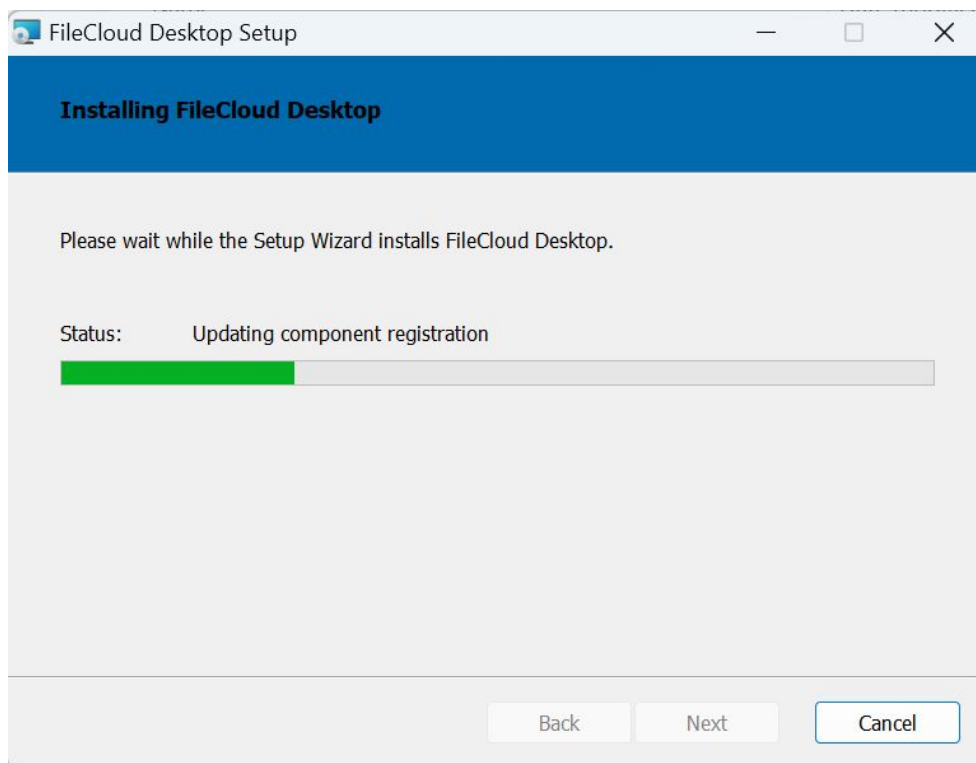 FileCloud Desktop Setup
Installing FileCloud Desktop
Please wait while the Setup Wizard installs FileCloud Desktop.
Status: Updating component registration
Back Next Cancel